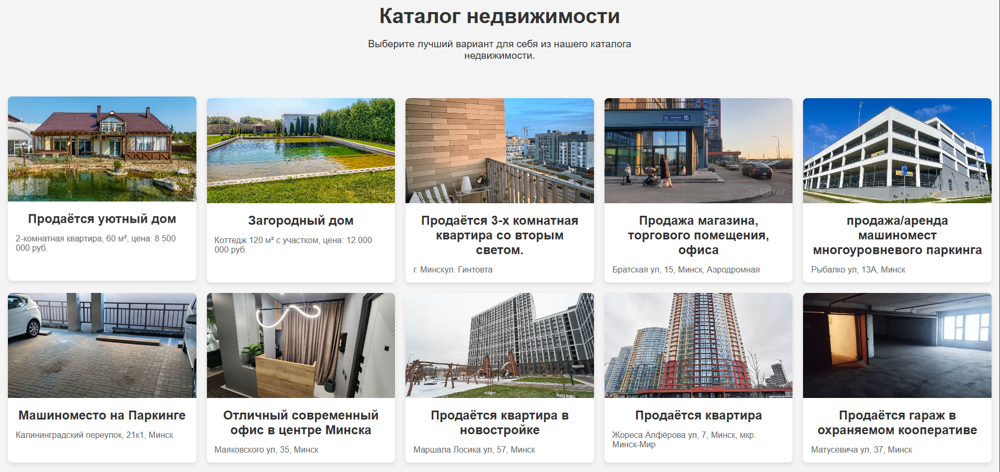 Каталог недвижимости
Выберите лучший вариант для себя из нашего каталога
недвижимости.
15
kufar
Продаётся уютный дом
2-комнатная квартира, 60 м², цена: 8 500
000 руб.
Загородный дом
Коттедж 120 м² с участком, цена: 12 000
000 руб.
Продаётся 3-х комнатная
квартира со вторым
светом.
г. Минскул. Гинтовта
Продажа магазина,
торгового помещения,
офиса
Братская ул, 15, Минск, Аэродромная
продажа/аренда
машиномест
многоуровневого паркинга
Рыбалко ул, 13А, Минск
Машиноместо на Паркинге
Калининградский переулок, 21к1, Минск
Отличный современный
офис в центре Минска
Маяковского ул, 35, Минск
Продаётся квартира в
новостройке
Маршала Лосика ул, 57, Минск
Продаётся квартира
Жореса Алфёрова ул, 7, Минск, мкр.
Минск-Мир
Продаётся гараж в
охраняемом кооперативе
Матусевича ул, 37, Минск